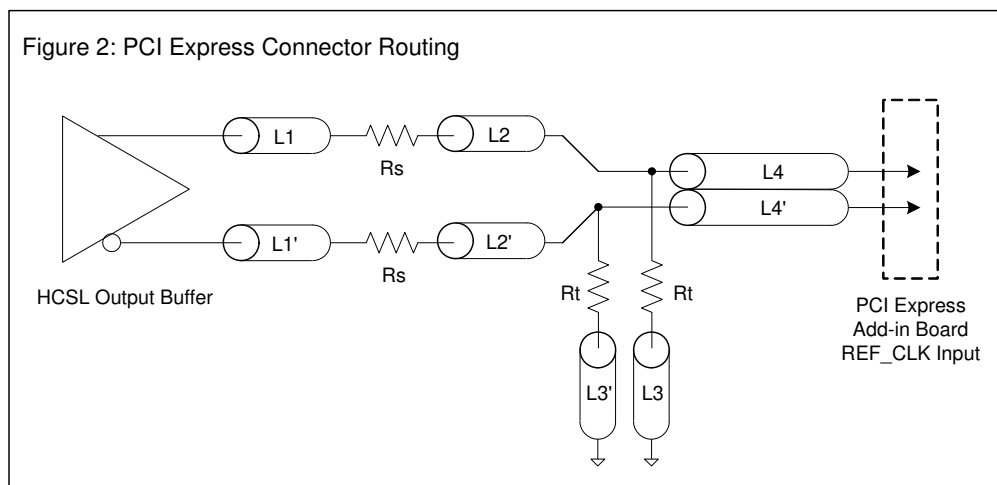 Figure 2: PCI Express Connector Routing
L1
Rs
L2
L4
L4'
L1'
Rs
L2'
HCSL Output Buffer
Rt
Rt
L3'
L3
PCI Express
Add-in Board
REF_CLK Input